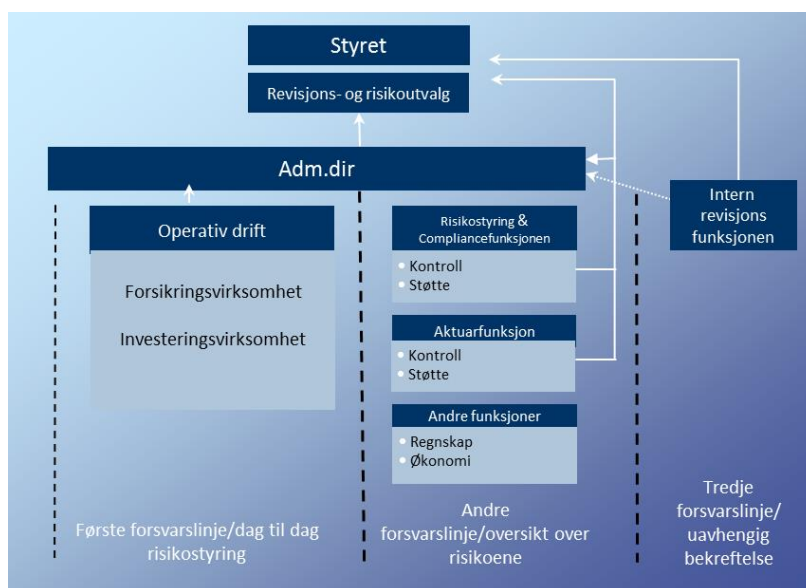 Styret
Revisjons- og risikoutvalg
Adm.dir
Operativ drift
Forsikringsvirksomhet
Investeringsvirksomhet
Risikostyring &
Compliancefunksjonen
• Kontroll
• Støtte
Aktuarfunksjon
• Kontroll
• Støtte
Andre funksjoner
• Regnskap
• Økonomi
Intern
revisjons
funksjonen
Første forsvarslinje/dag til dag
risikostyring
Andre
forsvarslinje/oversikt over
risikoene
Tredje
forsvarslinje/
uavhengig
bekreftelse